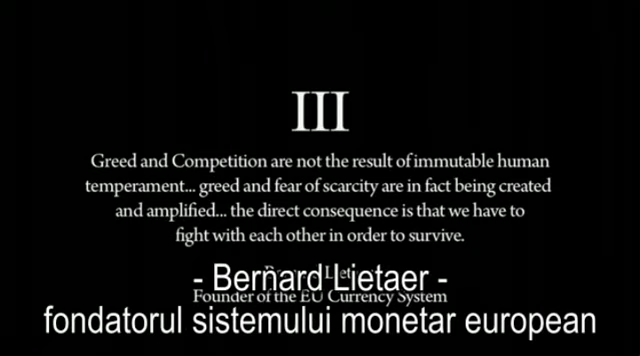 III
Greed and Competition are not the result of immutable human
temperament... greed and fear of scarcity are in fact being created
and amplified... the direct consequence is that we have to
fight with each other in order to survive.
- Bernard Lietaer -
Founder of the EU Currency System
fondatorul sistemului monetar european